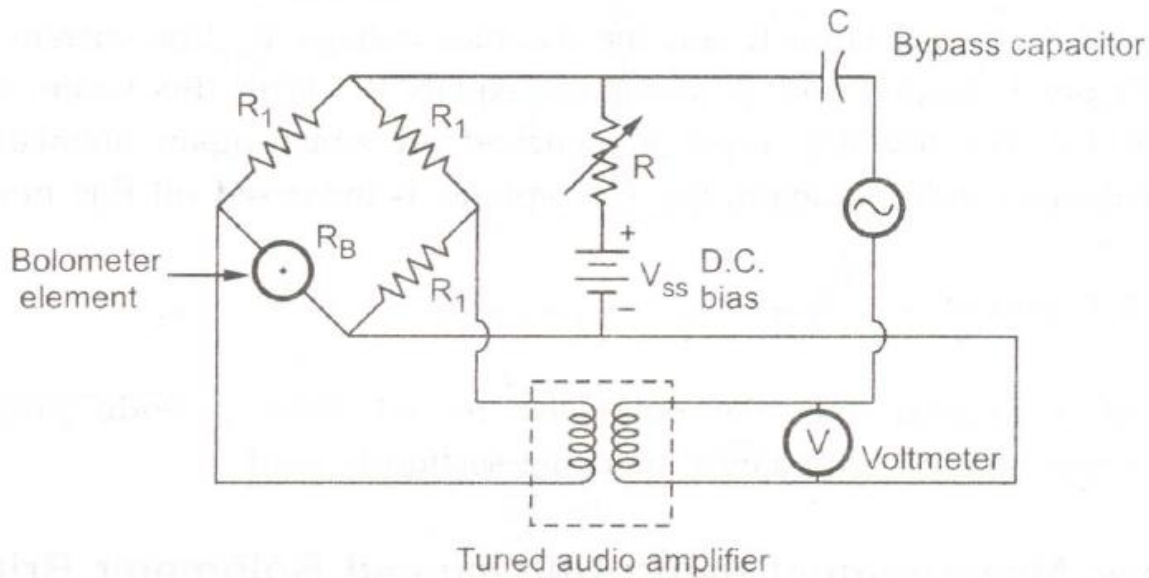 C
Bypass capacitor
R1
R1
R
RB
Bolometer
element
R1
+
Vss
D.C.
bias
−
V
Voltmeter
Tuned audio amplifier